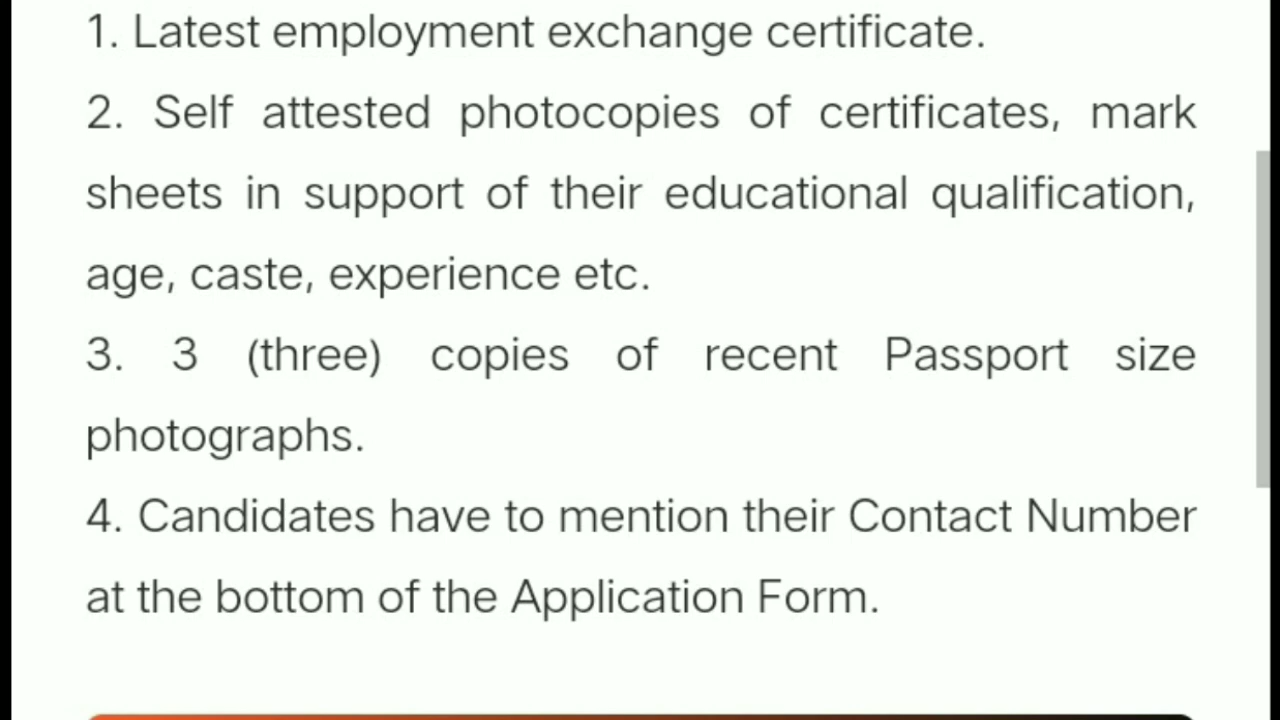 1. Latest employment exchange certificate.
2. Self attested photocopies of certificates, mark
sheets in support of their educational qualification,
age, caste, experience etc.
3. 3 (three) copies of recent Passport size
photographs.
4. Candidates have to mention their Contact Number
at the bottom of the Application Form.